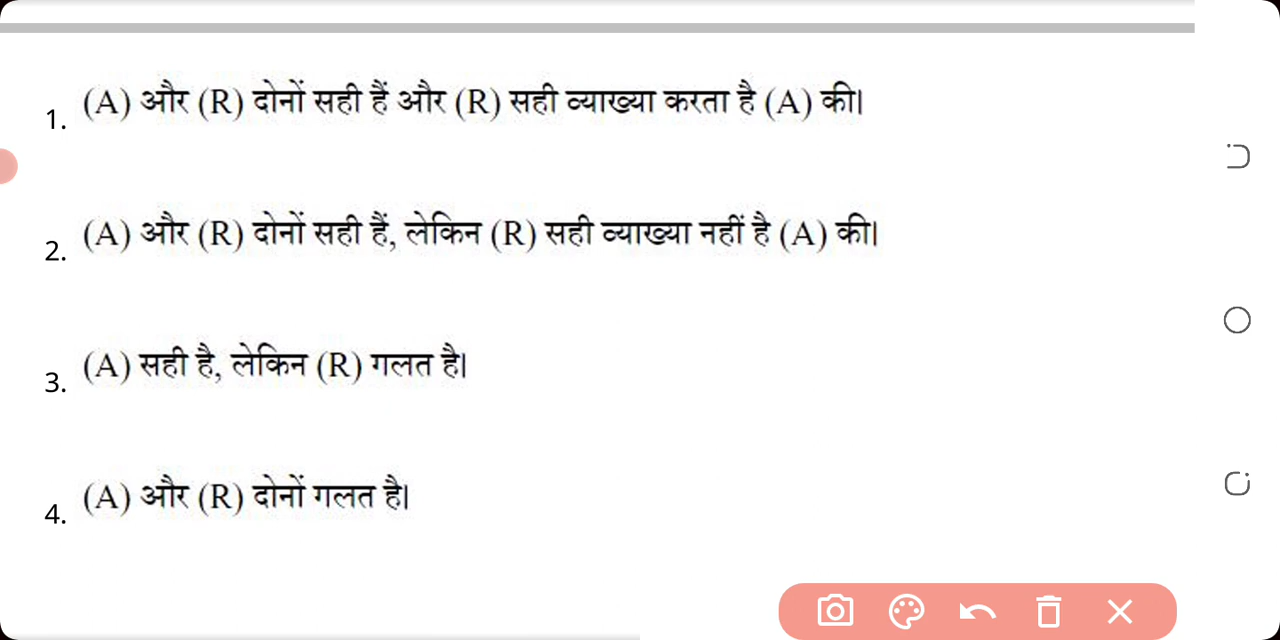 1. (A) और (R) दोनों सही हैं और (R) सही व्याख्या करता है (A) की।
2. (A) और (R) दोनों सही हैं, लेकिन (R) सही व्याख्या नहीं है (A) की।
3. (A) सही है, लेकिन (R) गलत है।
4. (A) और (R) दोनों गलत है।